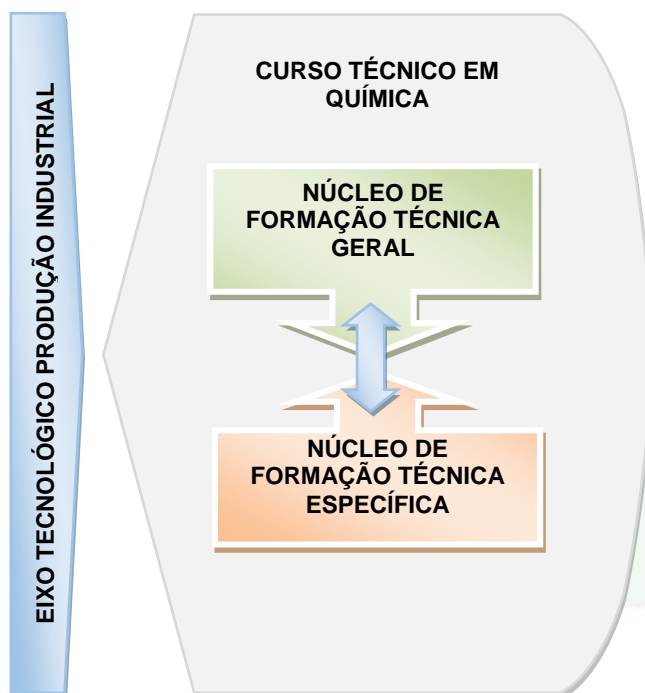 EIXO TECNOLÓGICO PRODUÇÃO INDUSTRIAL
CURSO TÉCNICO EM
QUÍMICA
NÚCLEO DE
FORMAÇÃO TÉCNICA
GERAL
NÚCLEO DE
FORMAÇÃO TÉCNICA
ESPECÍFICA